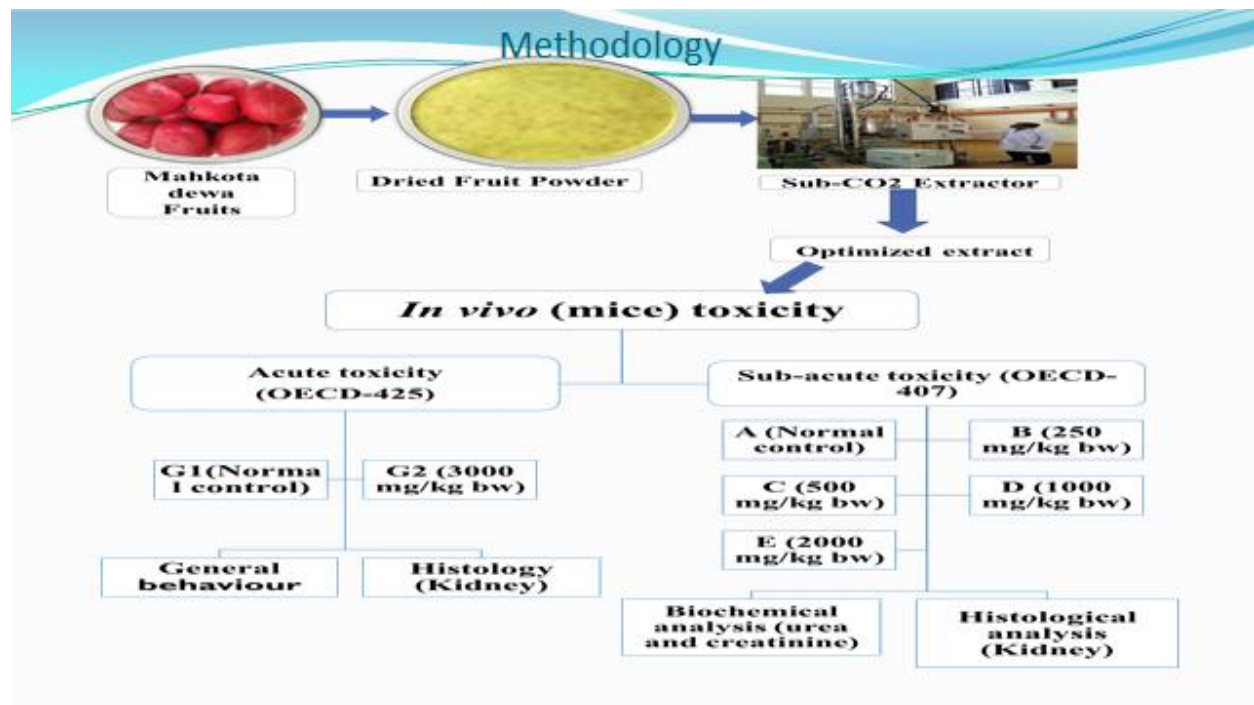 Methodology
Mahkota
dewa
Fruits
Dried Fruit Powder
Sub-CO2 Extractor
Optimized extract
In vivo (mice) toxicity
Acute toxicity
(OECD-425)
Sub-acute toxicity (OECD-
407)
G1(Norma
l control)
G2 (3000
mg/kg bw)
A (Normal
control)
B (250
mg/kg bw)
C (500
mg/kg bw)
D (1000
mg/kg bw)
E (2000
mg/kg bw)
General
behaviour
Histology
(Kidney)
Biochemical
analysis (urea
and creatinine)
Histological
analysis
(Kidney)